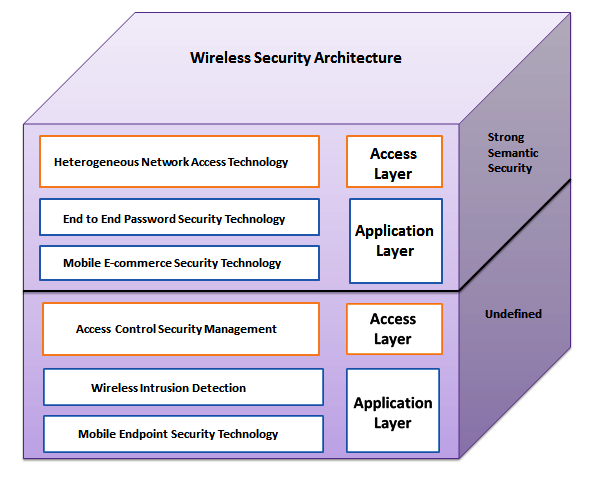 Wireless Security Architecture
Heterogeneous Network Access Technology
Access
Layer
End to End Password Security Technology
Mobile E-commerce Security Technology
Application
Layer
Strong
Semantic
Security
Access Control Security Management
Access
Layer
Wireless Intrusion Detection
Mobile Endpoint Security Technology
Application
Layer
Undefined